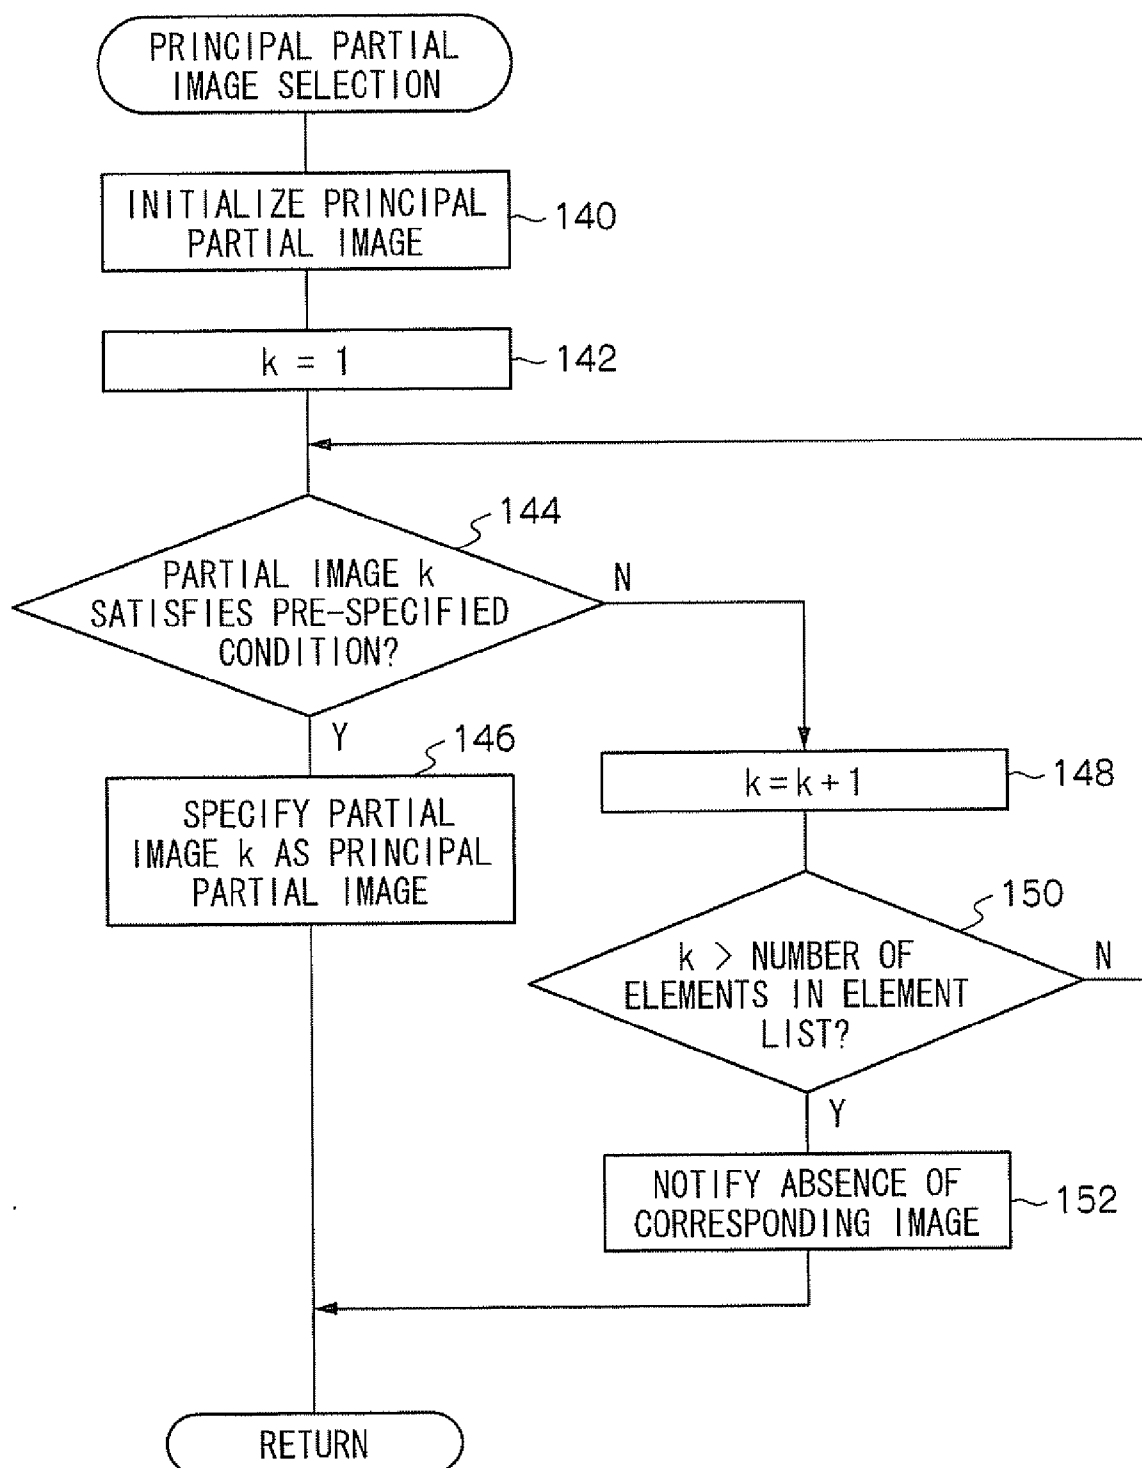 PRINCIPAL PARTIAL
IMAGE SELECTION
INITIALIZE PRINCIPAL
PARTIAL IMAGE
140
k = 1
142
144
PARTIAL IMAGE k
SATISFIES PRE-SPECIFIED
CONDITION?
N
Y
146
SPECIFY PARTIAL
IMAGE k AS PRINCIPAL
PARTIAL IMAGE
k=k+1
148
150
k > NUMBER OF
ELEMENTS IN ELEMENT
LIST?
N
Y
NOTIFY ABSENCE OF
CORRESPONDING IMAGE
152
RETURN